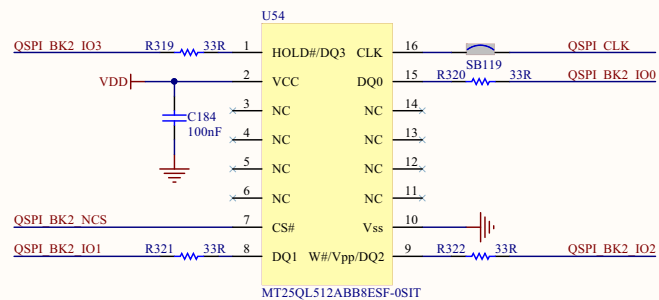 U54
QSPI_BK2_IO3 R319 33R 1 HOLD#/DQ3 CLK 16 SB119 QSPI_CLK
VDD 2 VCC DQ0 15 R320 33R QSPI_BK2_IO0
C184
100nF
3 NC NC 14
4 NC NC 13
5 NC NC 12
6 NC NC 11
QSPI_BK2_NCS 7 CS# Vss 10
QSPI_BK2_IO1 R321 33R 8 DQ1 W#/Vpp/DQ2 9 R322 33R QSPI_BK2_IO2
MT25QL512ABB8ESF-0SIT